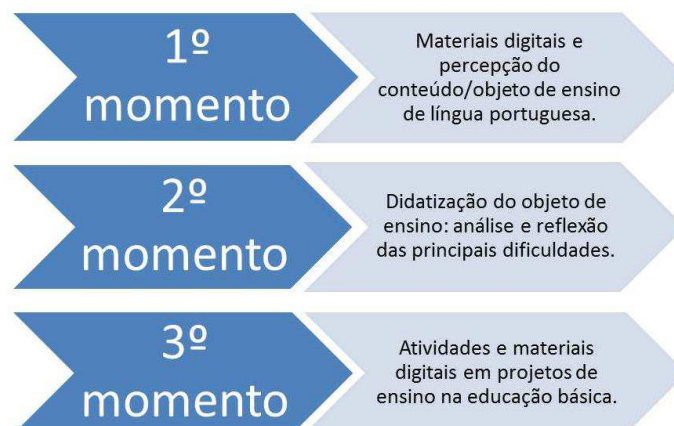 1º
momento
Materiais digitais e
percepção do
conteúdo/objeto de ensino
de língua portuguesa.
2º
momento
Didatização do objeto de
ensino: análise e reflexão
das principais dificuldades.
3º
momento
Atividades e materiais
digitais em projetos de
ensino na educação básica.